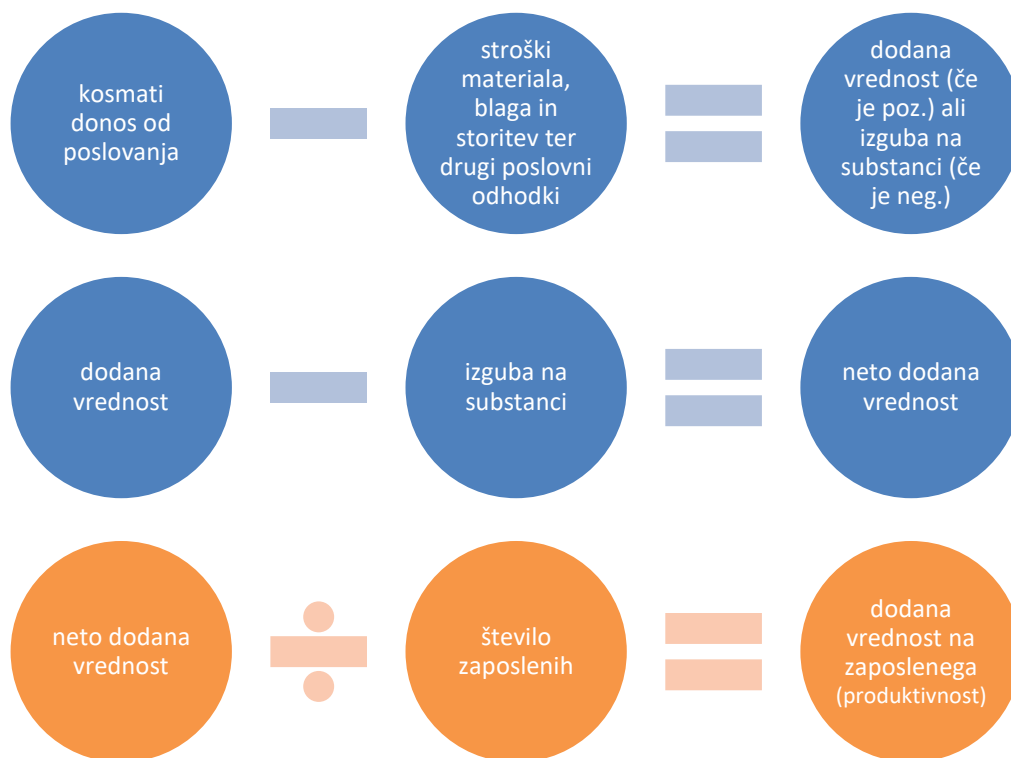 kosmati
donos od
poslovanja
stroški
materiala,
blaga in
storitev ter
drugi poslovni
odhodki
dodana
vrednost (če
je poz.) ali
izguba na
substanci (če
je neg.)
dodana
vrednost
izguba na
substanci
neto dodana
vrednost
neto dodana
vrednost
število
zaposlenih
dodana
vrednost na
zaposlenega
(produktivnost)